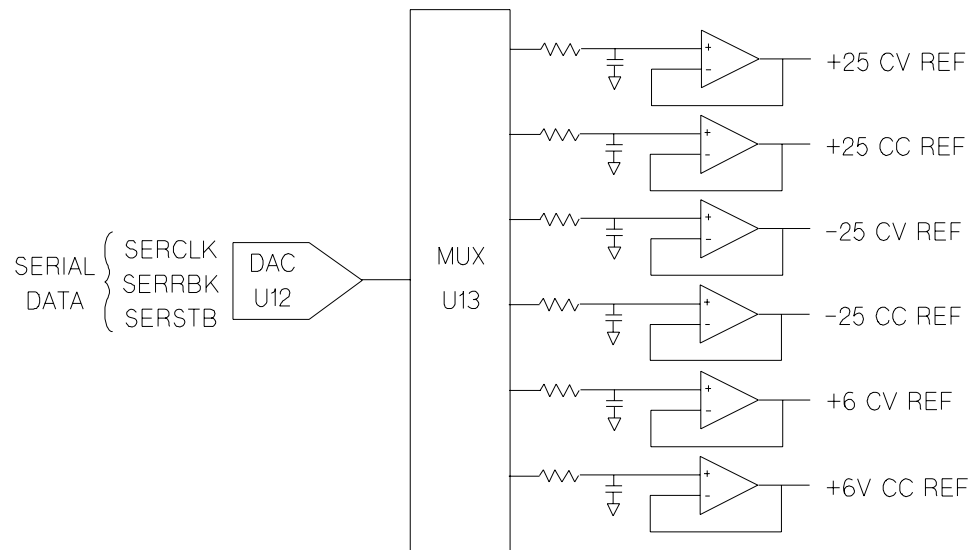 SERIAL
DATA
SERCLK
SERRBK
SERSTB
DAC
U12
MUX
U13
+
-
+25 CV REF
+
-
+25 CC REF
+
-
-25 CV REF
+
-
-25 CC REF
+
-
+6 CV REF
+
-
+6V CC REF